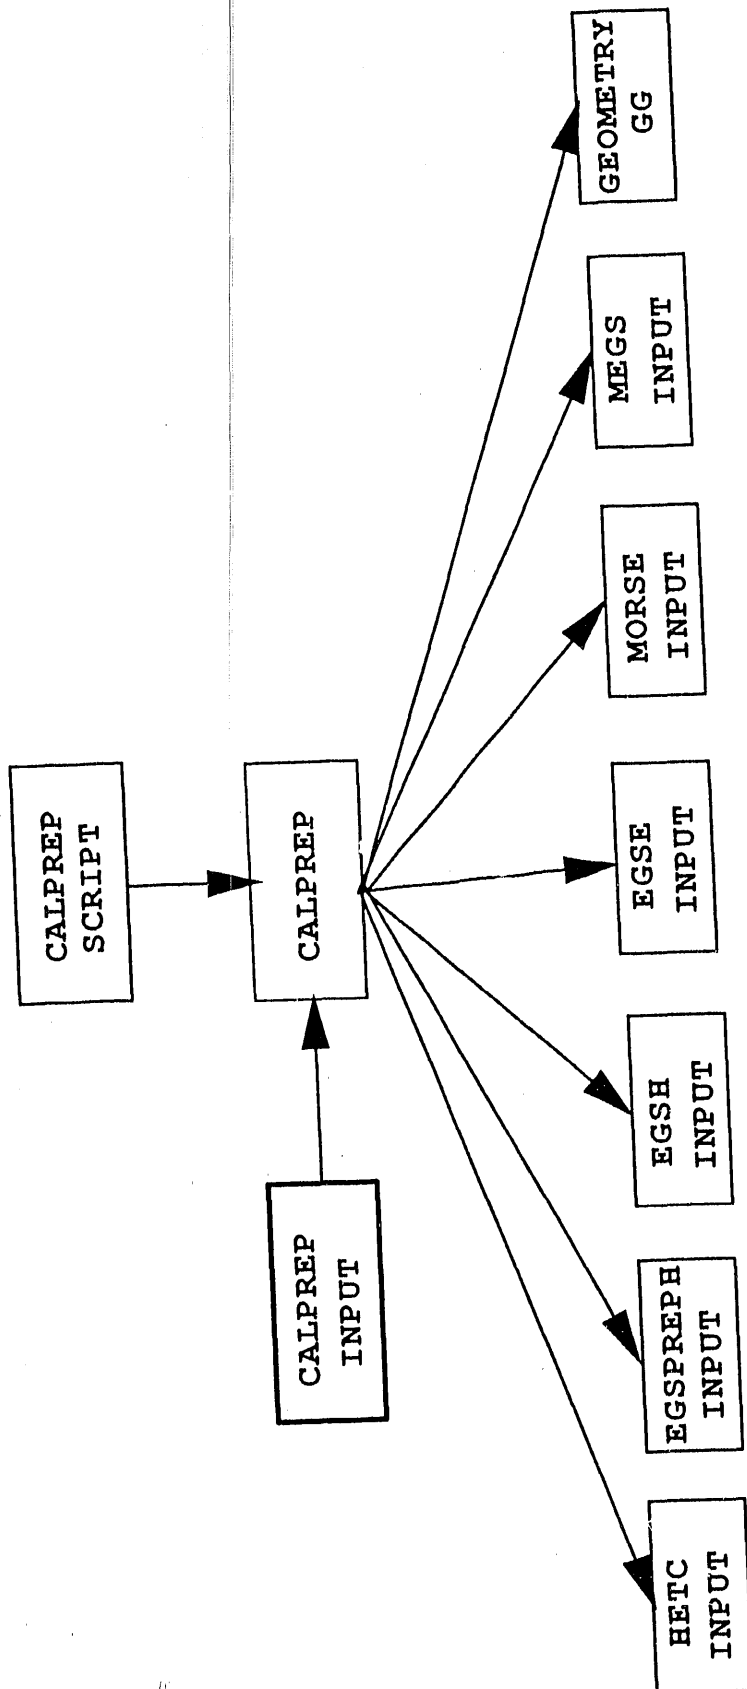 CALPREP
SCRIPT
CALPREP
INPUT
CALPREP
HETC
INPUT
EGSPREPH
INPUT
EGSH
INPUT
EGSE
INPUT
MORSE
INPUT
MEGS
INPUT
GEOMETRY
GG